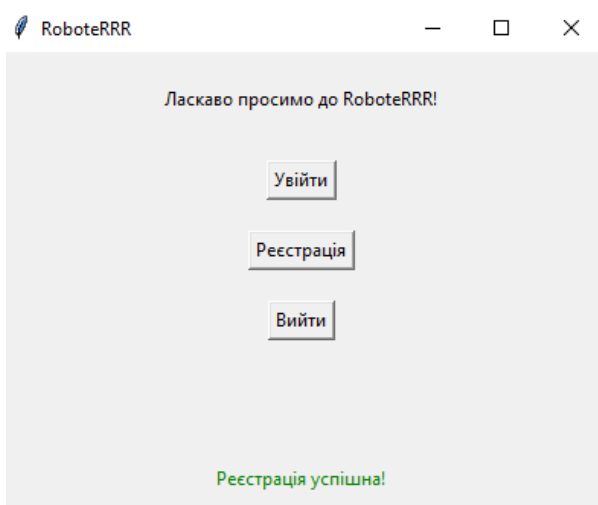 RoboteRRR
Ласкаво просимо до RoboteRRR!
Увійти
Реєстрація
Вийти
Реєстрація успішна!